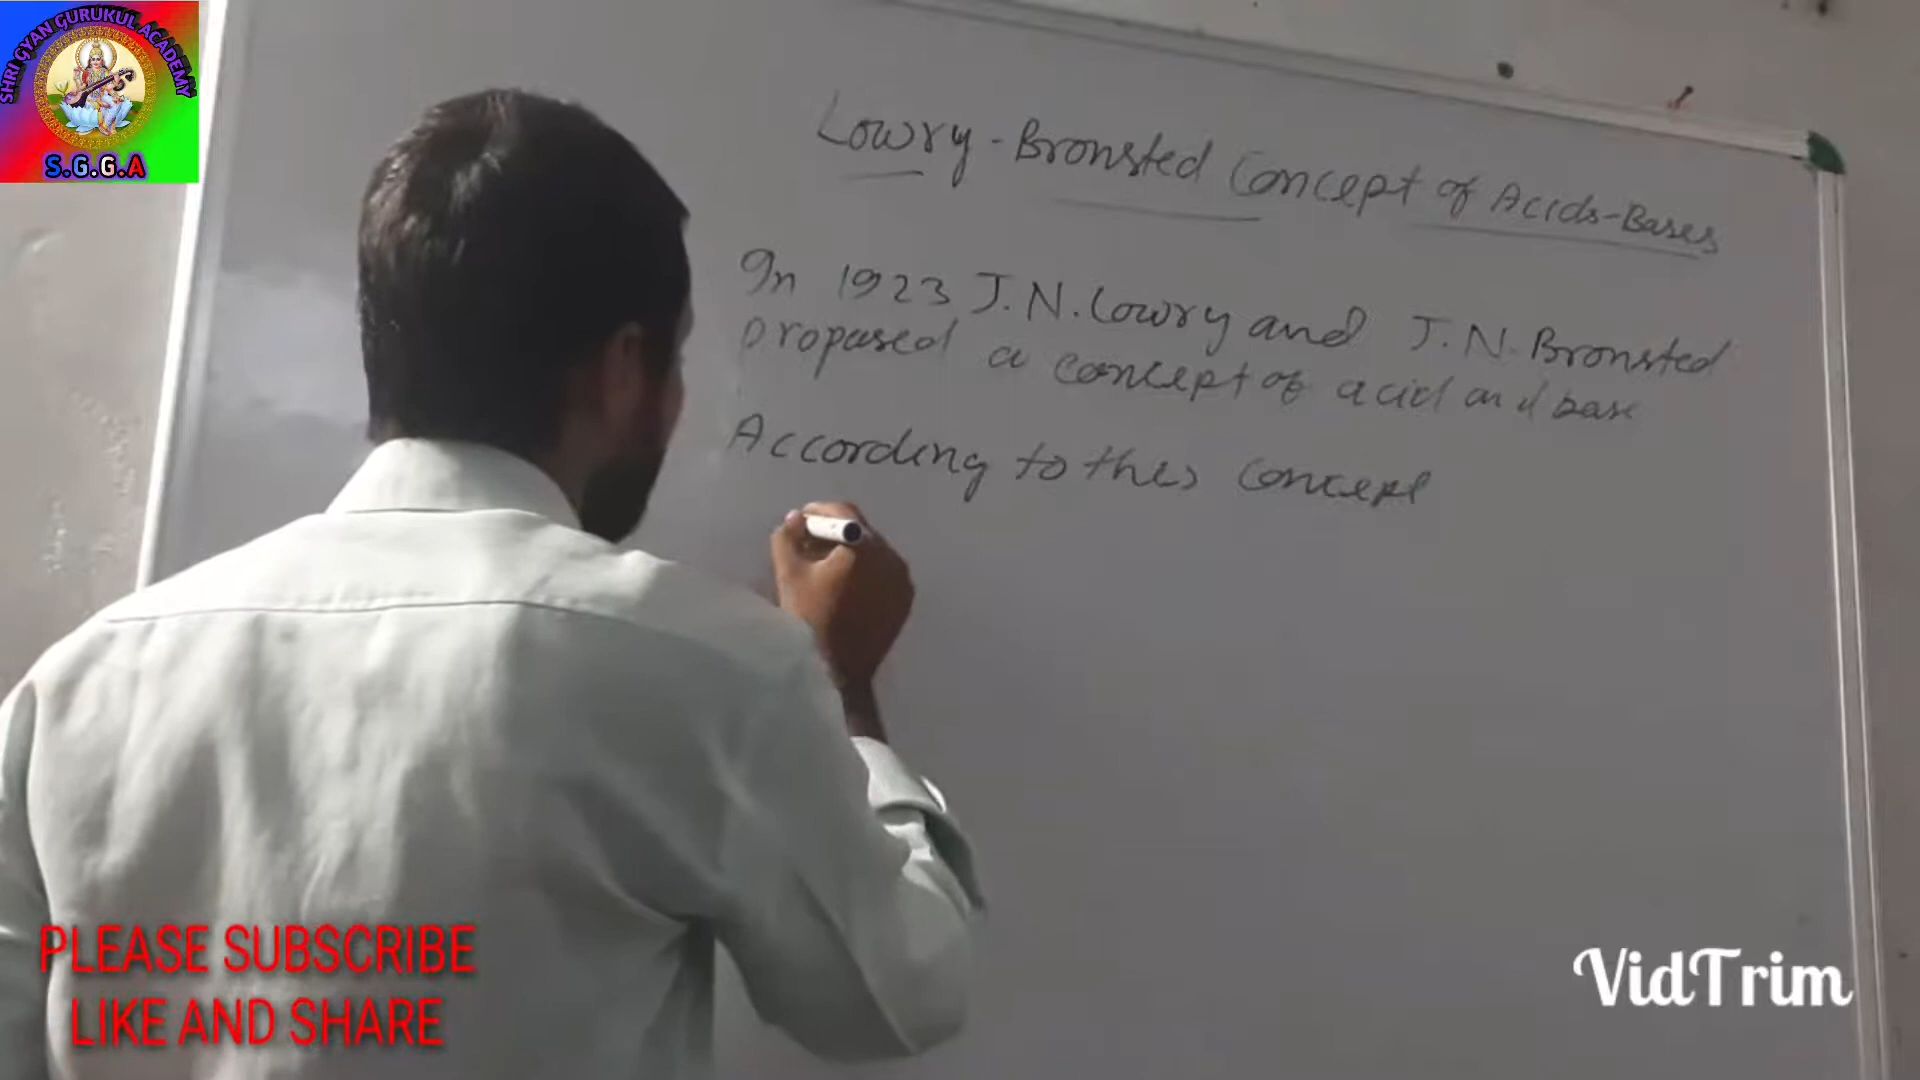 SHRI GYAN GURUKUL ACADEMY
S.G.G.A
Lowry-Bronsted Concept of Acids-Bases
In 1923 J.N. Lowry and J.N. Bronsted
Proposed a concept of acid and base
According to this concept
PLEASE SUBSCRIBE
LIKE AND SHARE
VidTrim